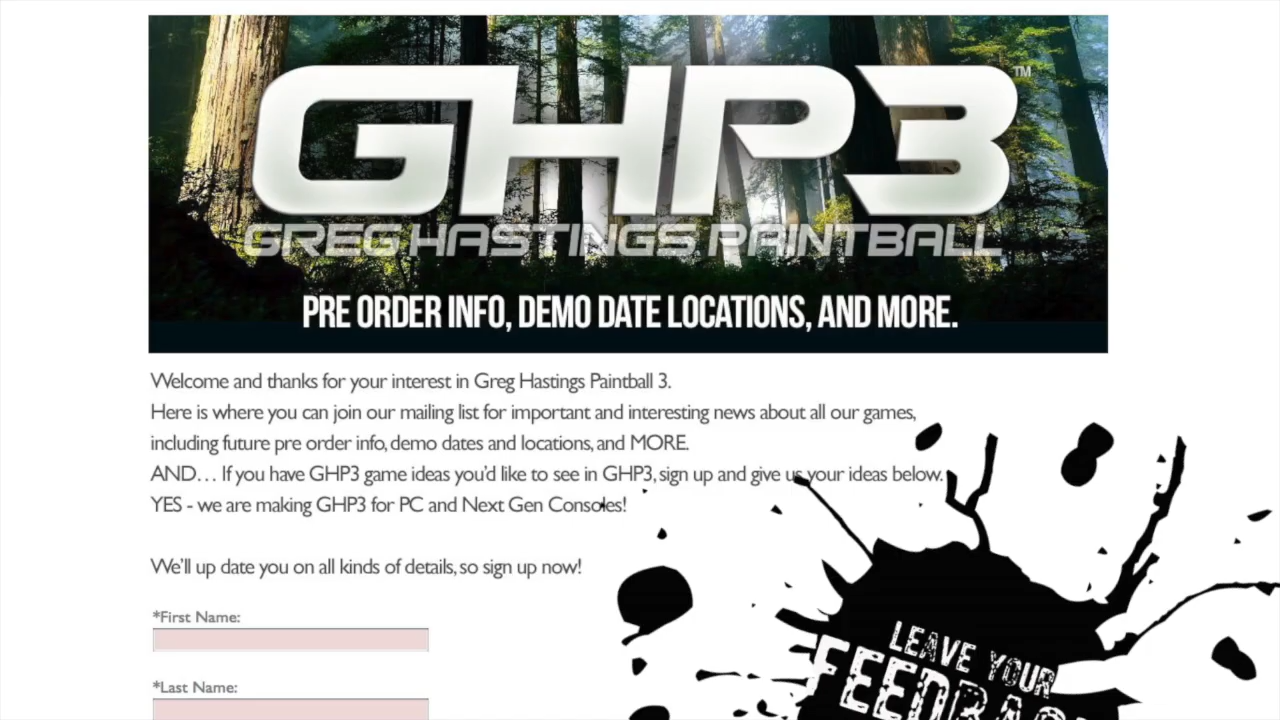 GHP3™
GREG HASTINGS PAINTBALL
PRE ORDER INFO, DEMO DATE LOCATIONS, AND MORE.
Welcome and thanks for your interest in Greg Hastings Paintball 3.
Here is where you can join our mailing list for important and interesting news about all our games,
including future pre order info, demo dates and locations, and MORE.
AND... If you have GHP3 game ideas you'd like to see in GHP3, sign up and give us your ideas below.
YES - we are making GHP3 for PC and Next Gen Consoles!
We'll up date you on all kinds of details, so sign up now!
*First Name:
*Last Name:
LEAVE YOUR
FEEDBAC